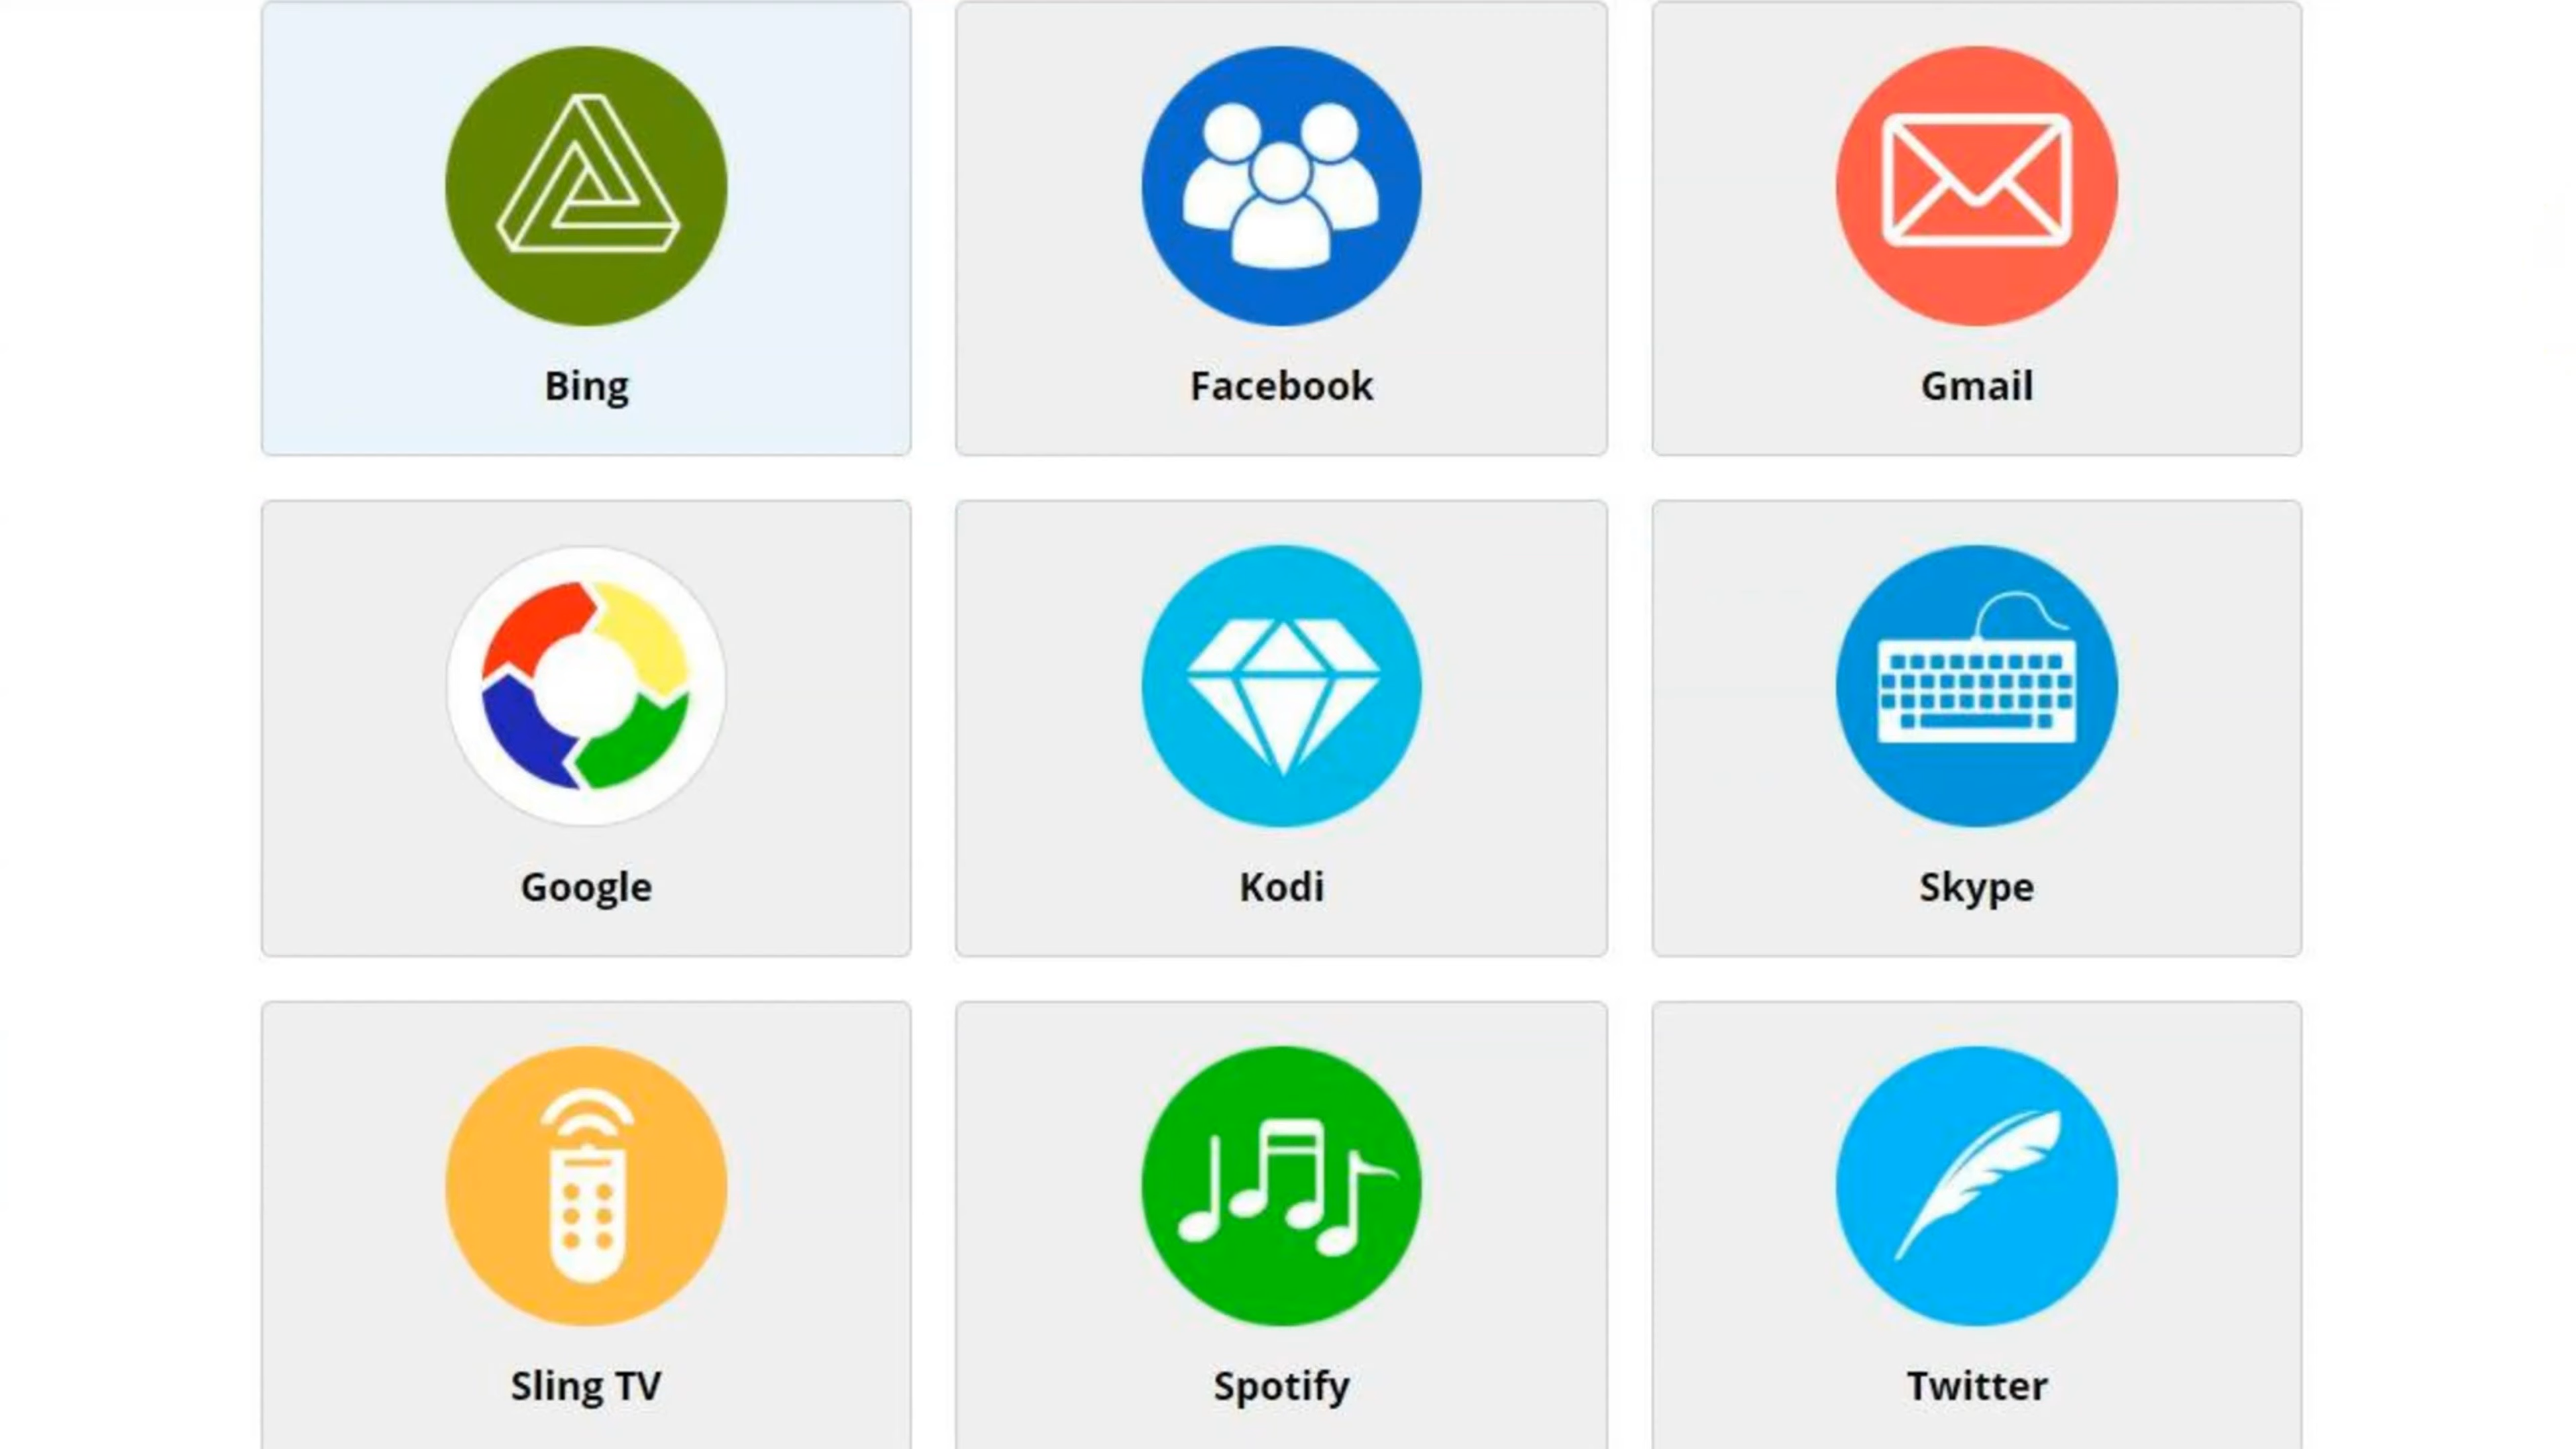 Bing
Facebook
Gmail
Google
Kodi
Skype
Sling TV
Spotify
Twitter